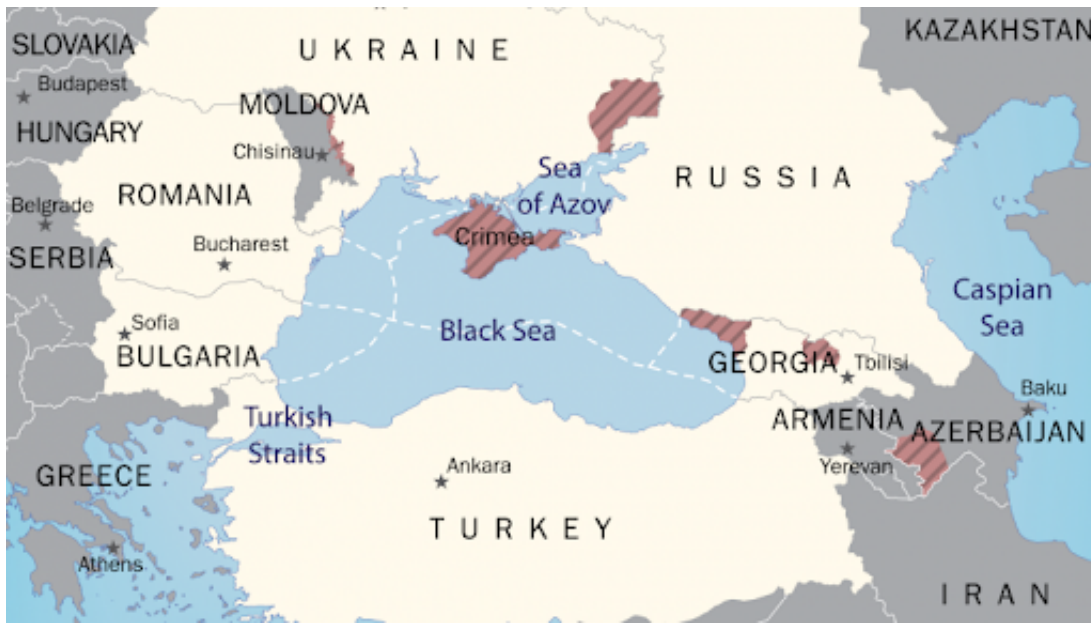 SLOVAKIA
Budapest
HUNGARY
UKRAINE
KAZAKHSTAN
MOLDOVA
Chisinau
ROMANIA
Belgrade
SERBIA
Bucharest
Sea
of Azov
RUSSIA
Crimea
Caspian
Sea
Sofia
BULGARIA
Black Sea
GEORGIA
Tbilisi
Turkish
Straits
ARMENIA
Baku
AZERBAIJAN
Yerevan
GREECE
Ankara
TURKEY
Athens
IRAN